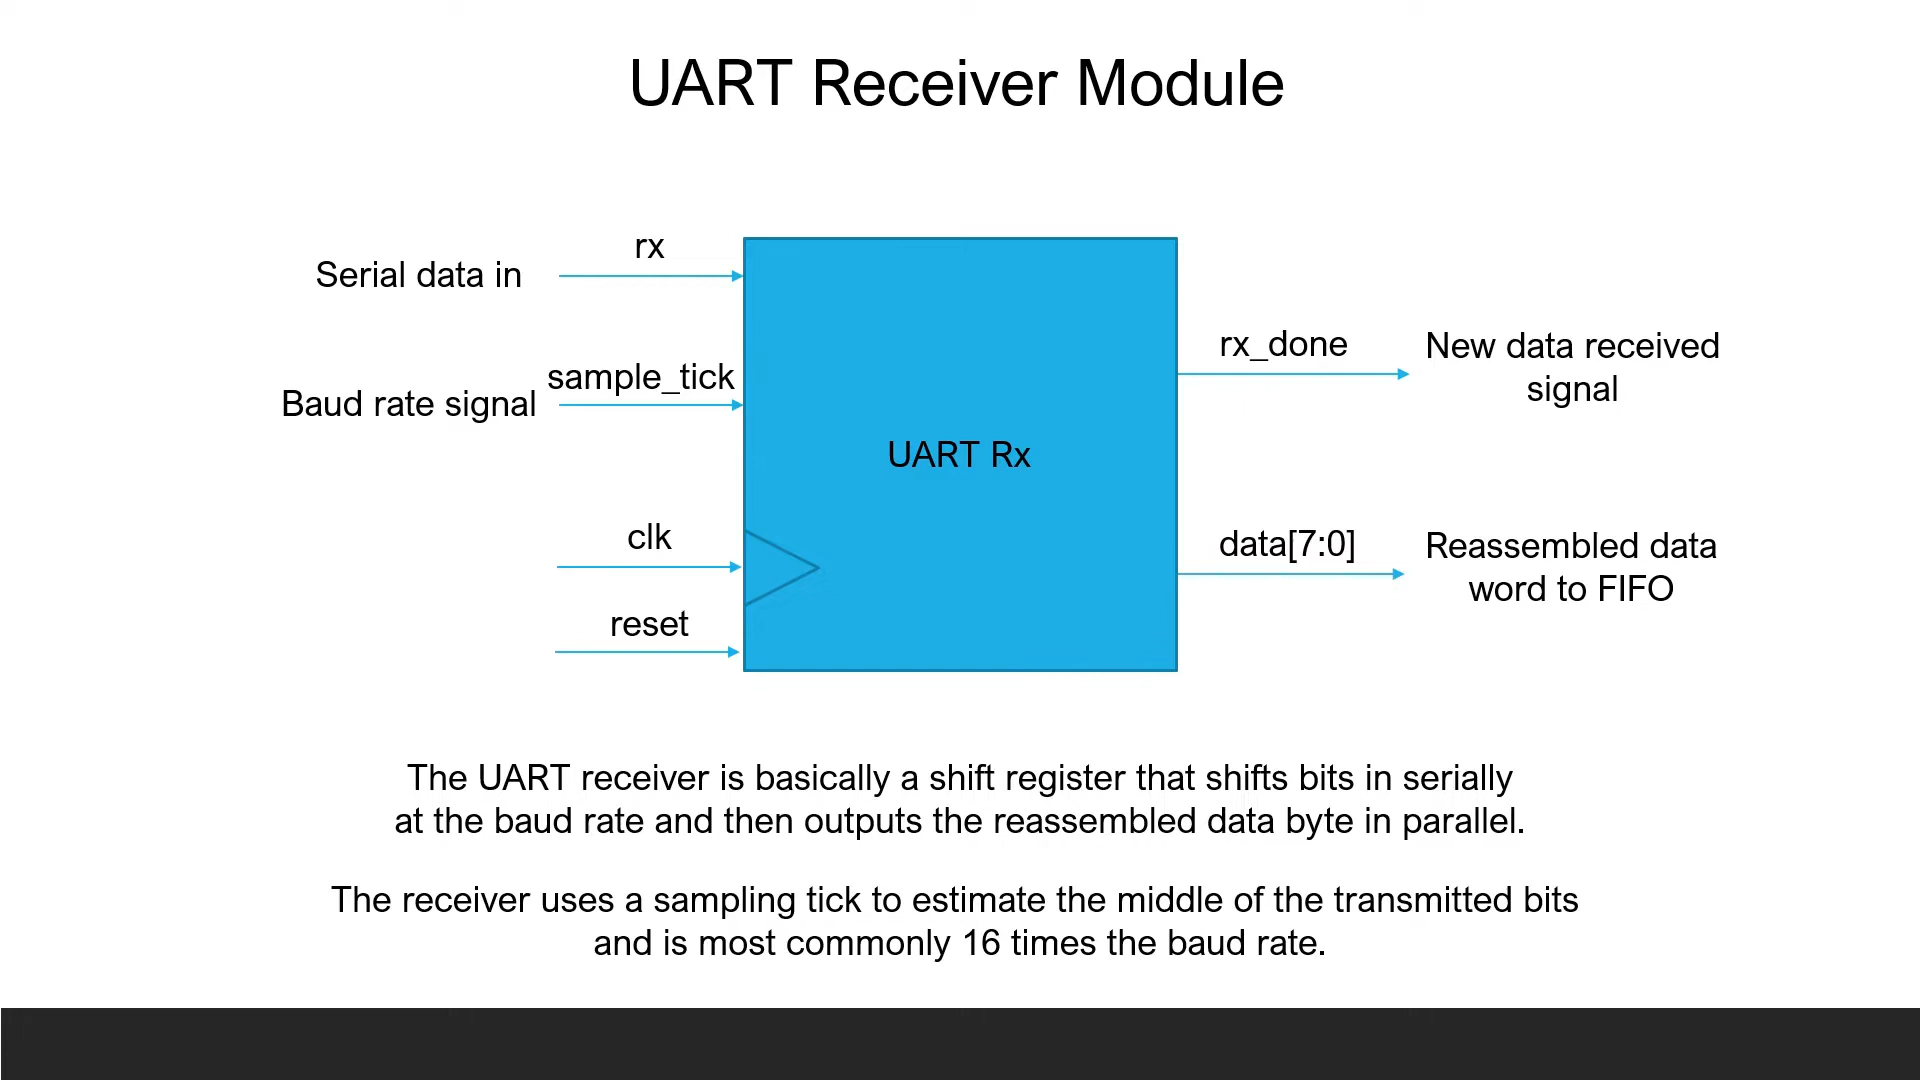 UART Receiver Module
rx
Serial data in
sample_tick
Baud rate signal
clk
reset
UART Rx
rx_done
New data received
signal
data[7:0]
Reassembled data
word to FIFO
The UART receiver is basically a shift register that shifts bits in serially
at the baud rate and then outputs the reassembled data byte in parallel.
The receiver uses a sampling tick to estimate the middle of the transmitted bits
and is most commonly 16 times the baud rate.